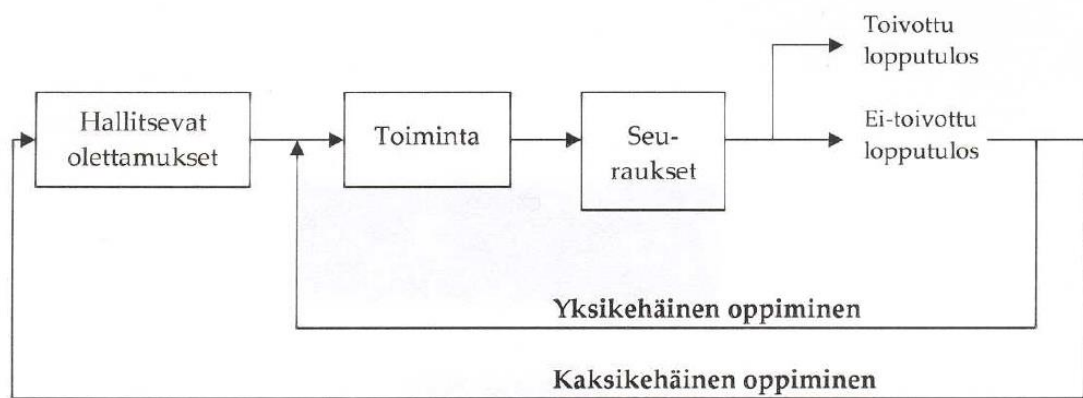 Toivottu
lopputulos
Hallitsevat
olettamukset
Toiminta
Seu-
raukset
Ei-toivottu
lopputulos
Yksikehäinen oppiminen
Kaksikehäinen oppiminen